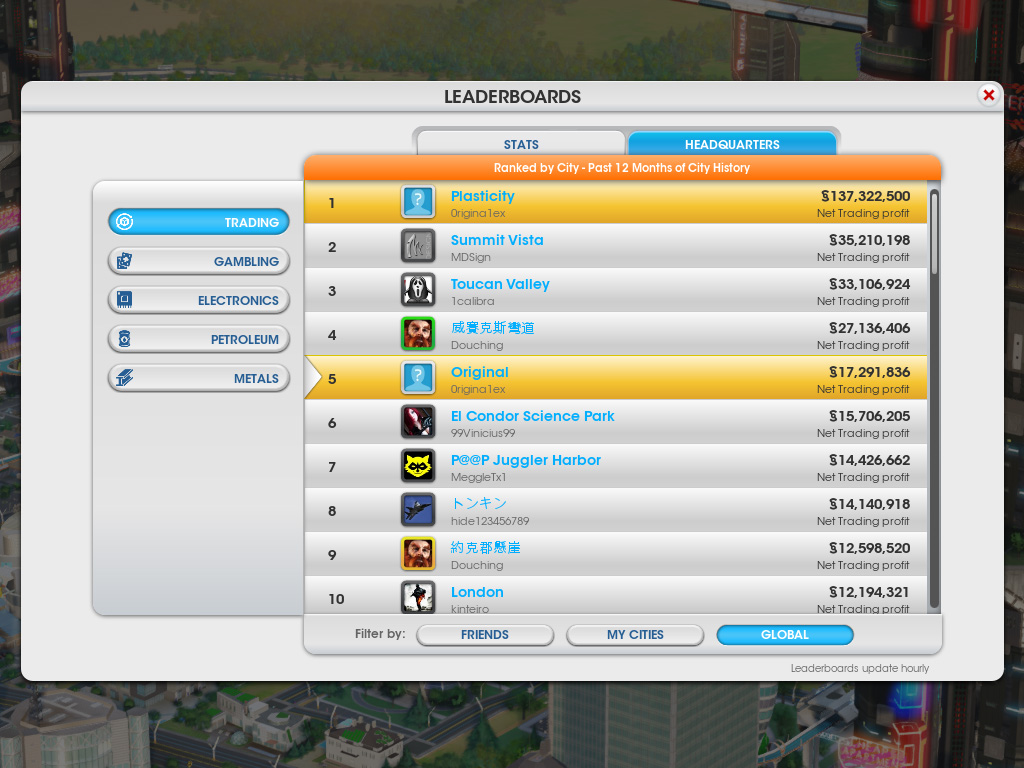 LEADERBOARDS
STATS
HEADQUARTERS
Ranked by City - Past 12 Months of City History
TRADING
GAMBLING
ELECTRONICS
PETROLEUM
METALS
1
Plasticity
0rigina1ex
§137,322,500
Net Trading profit
2
Summit Vista
MDSign
§35,210,198
Net Trading profit
3
Toucan Valley
1calibra
§33,106,924
Net Trading profit
4
威賽克斯彎道
Douching
§27,136,406
Net Trading profit
5
Original
0rigina1ex
§17,291,836
Net Trading profit
6
El Condor Science Park
99Vinicius99
§15,706,205
Net Trading profit
7
P@@P Juggler Harbor
MeggleTx1
§14,426,662
Net Trading profit
8
トンキン
hide123456789
§14,140,918
Net Trading profit
9
約克郡懸崖
Douching
§12,598,520
Net Trading profit
10
London
kinteiro
§12,194,321
Net Trading profit
Filter by:
FRIENDS
MY CITIES
GLOBAL
Leaderboards update hourly